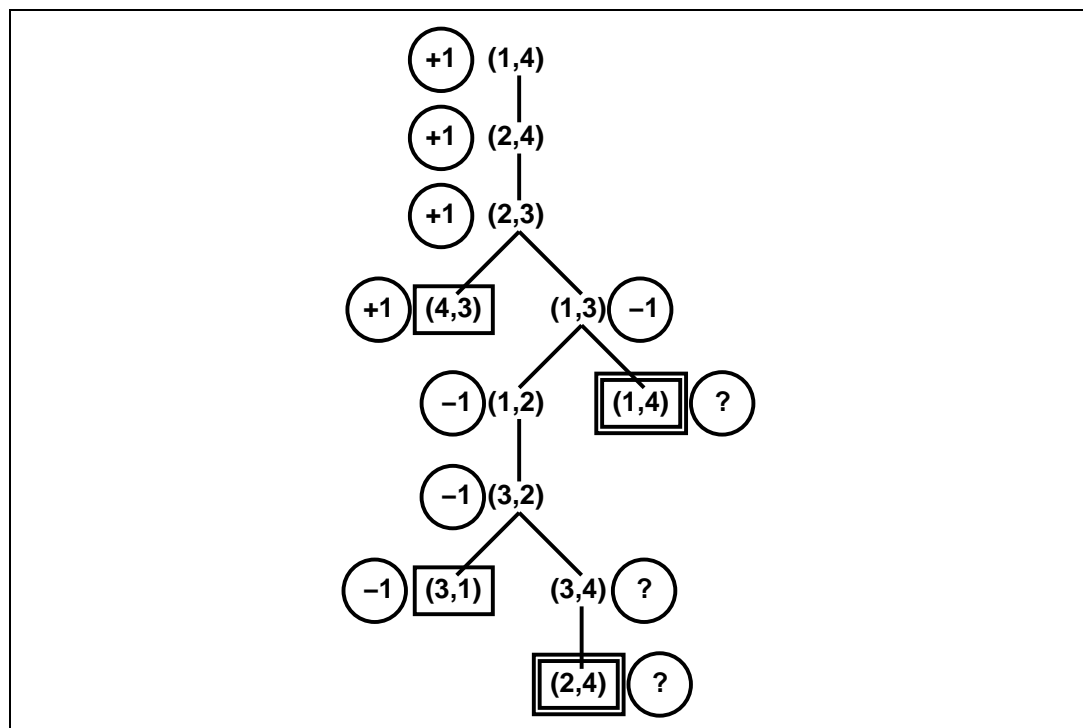 +1 (1,4)
+1 (2,4)
+1 (2,3)
+1 (4,3) (1,3) –1
–1 (1,2) (1,4) ?
–1 (3,2)
–1 (3,1) (3,4) ?
(2,4) ?